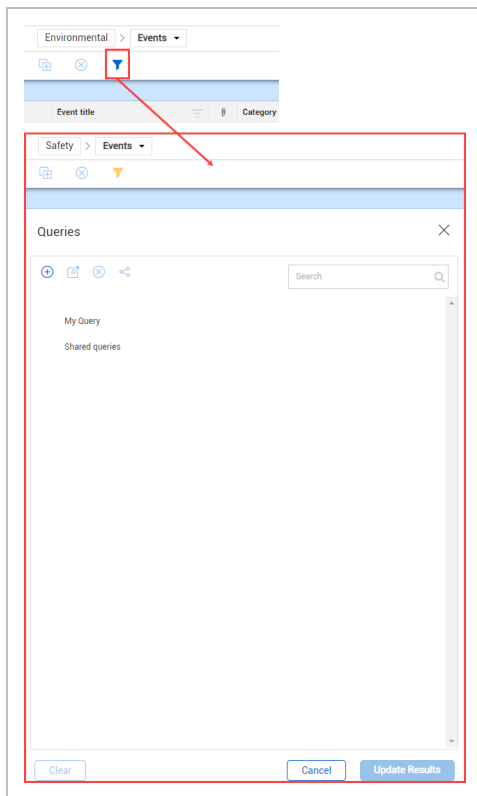 Environmental > Events
Event title Category
Safety > Events
Queries
Search
My Query
Shared queries
Clear Cancel Update Results